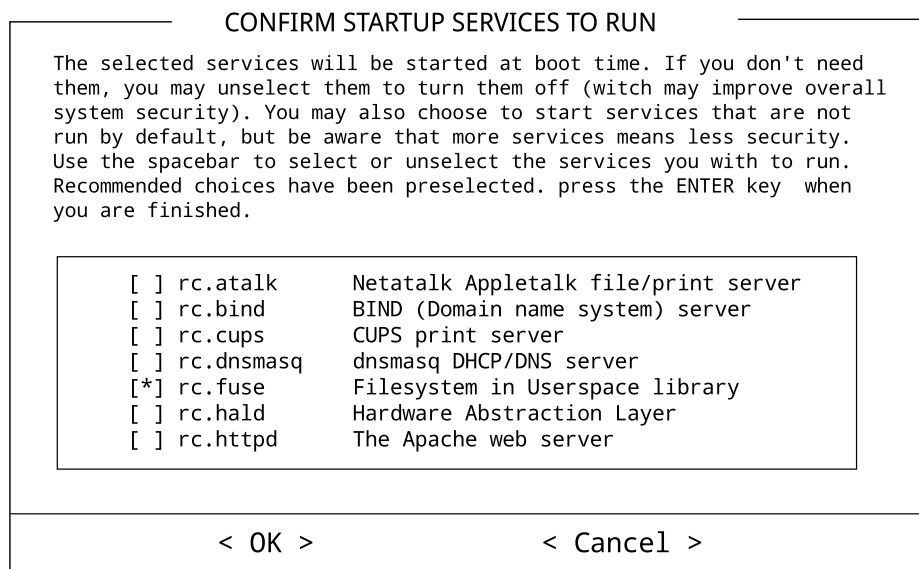 CONFIRM STARTUP SERVICES TO RUN
The selected services will be started at boot time. If you don't need
them, you may unselect them to turn them off (witch may improve overall
system security). You may also choose to start services that are not
run by default, but be aware that more services means less security.
Use the spacebar to select or unselect the services you with to run.
Recommended choices have been preselected. press the ENTER key  when
you are finished.
[ ] rc.atalk Netatalk Appletalk file/print server
[ ] rc.bind BIND (Domain name system) server
[ ] rc.cups CUPS print server
[ ] rc.dnsmasq dnsmasq DHCP/DNS server
[*] rc.fuse Filesystem in Userspace library
[ ] rc.hald Hardware Abstraction Layer
[ ] rc.httpd The Apache web server
< OK > < Cancel >